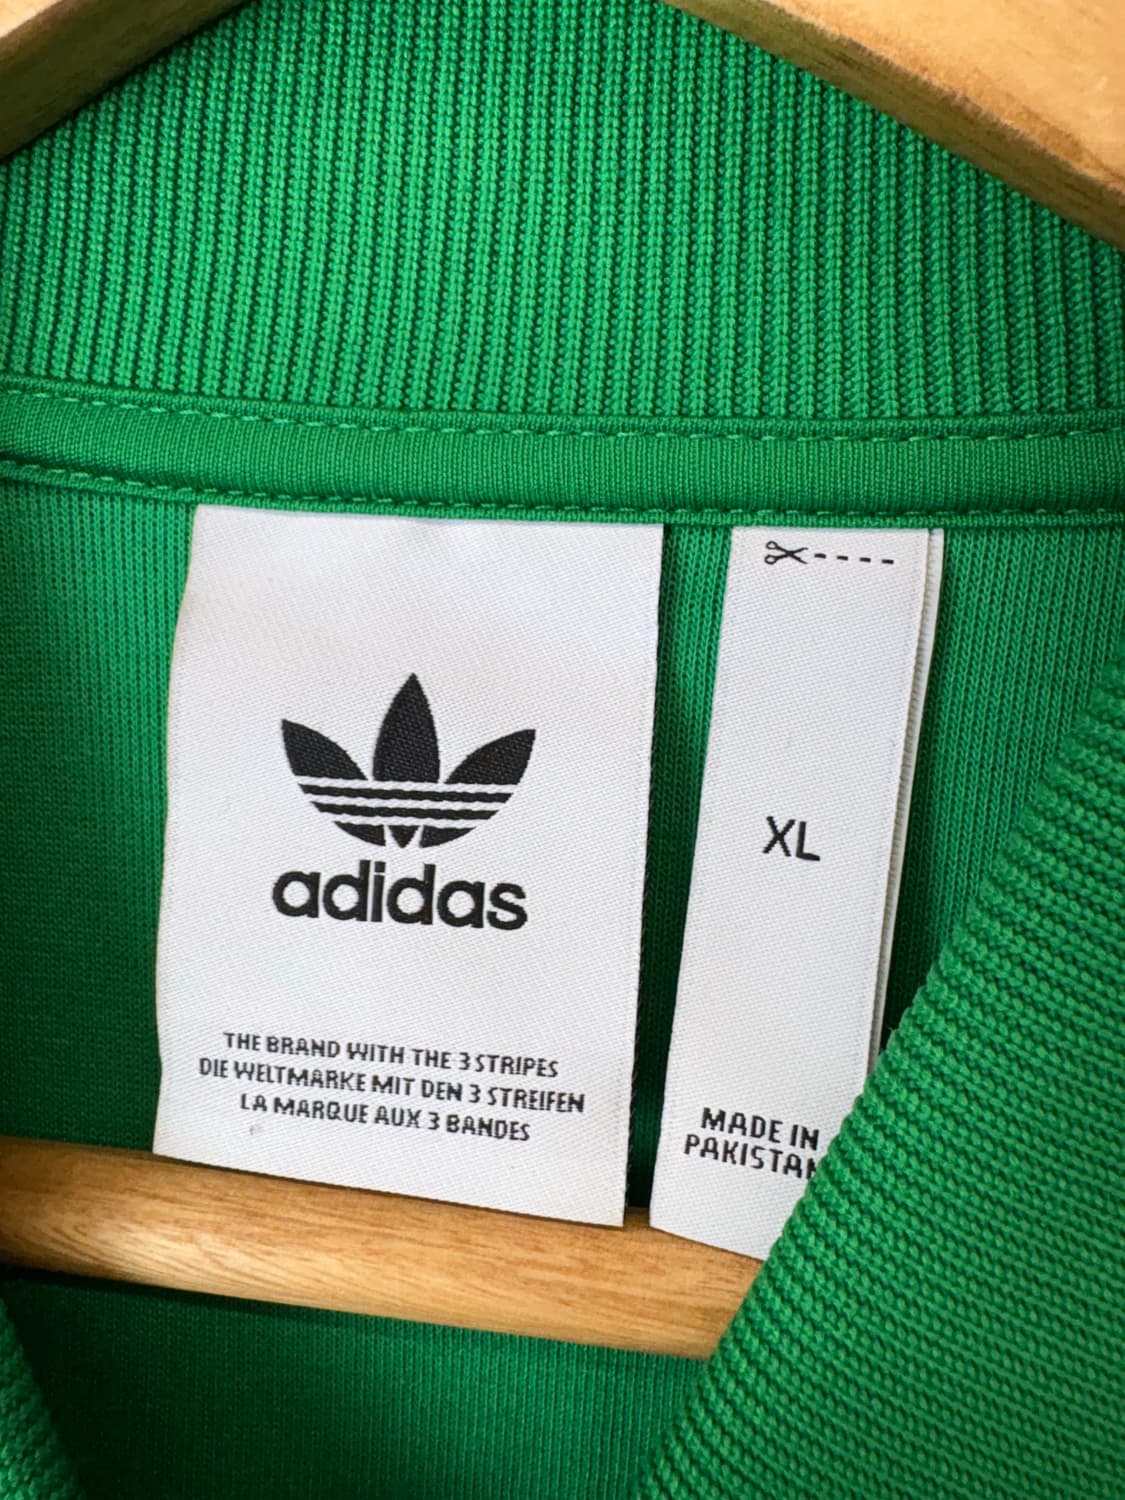 adidas
THE BRAND WITH THE 3 STRIPES
DIE WELTMARKE MIT DEN 3 STREIFEN
LA MARQUE AUX 3 BANDES
XL
MADE IN
PAKISTAN